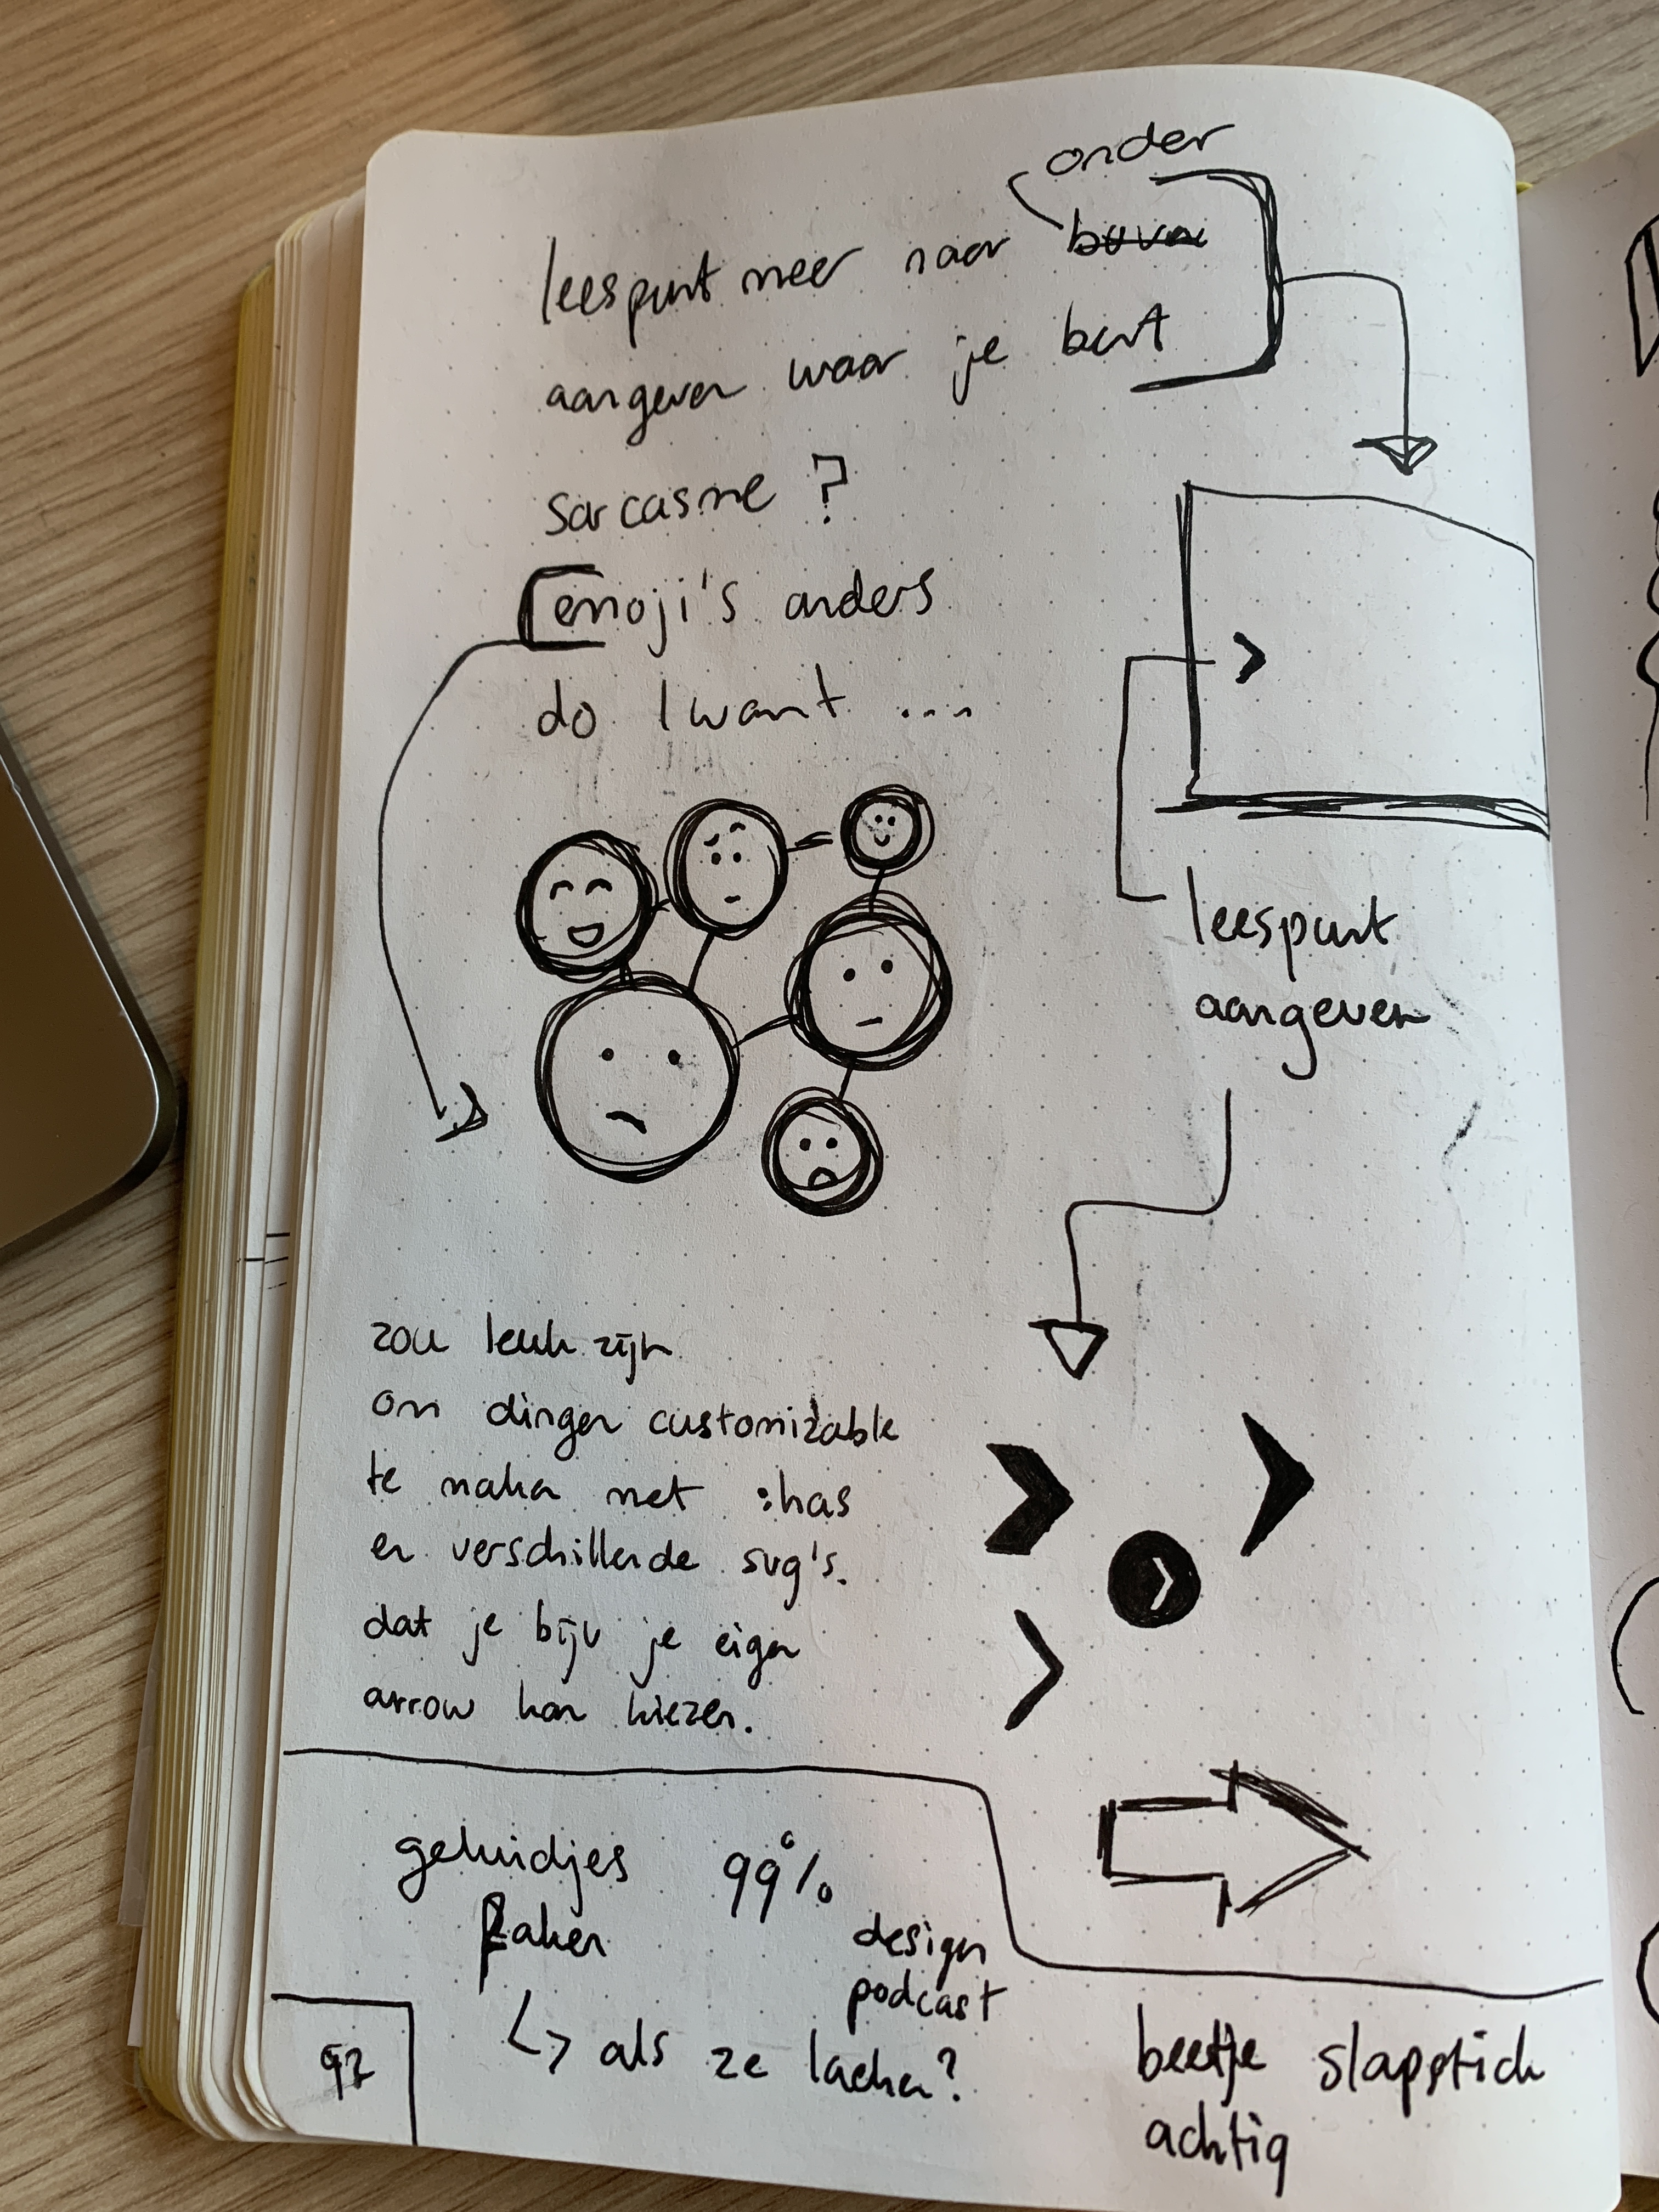 onder
leespunt meer naar boven
aangeven waar je bent
sarcasme ?
emoji's anders
do I want ...
leespunt
aangeven
zou leuk zijn
om dingen customizable
te maken met :has
en verschillende svg's.
dat je bijv je eigen
arrow kan kiezen.
geluidjes 99%
faken
design
podcast
als ze lachen?
beetje slapstick
achtig